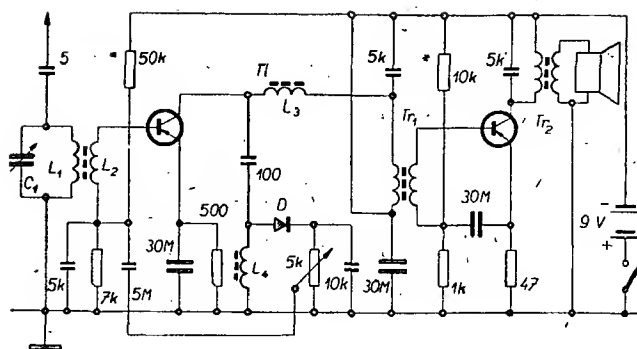 5
50k
П
L₃
5k
10k
5k
C₁
L₁
L₂
Tr₁
Tr₂
100
500
D
30M
9 V
−
+
5k
7k
5M
30M
L₄
5k
10k
30M
1k
47